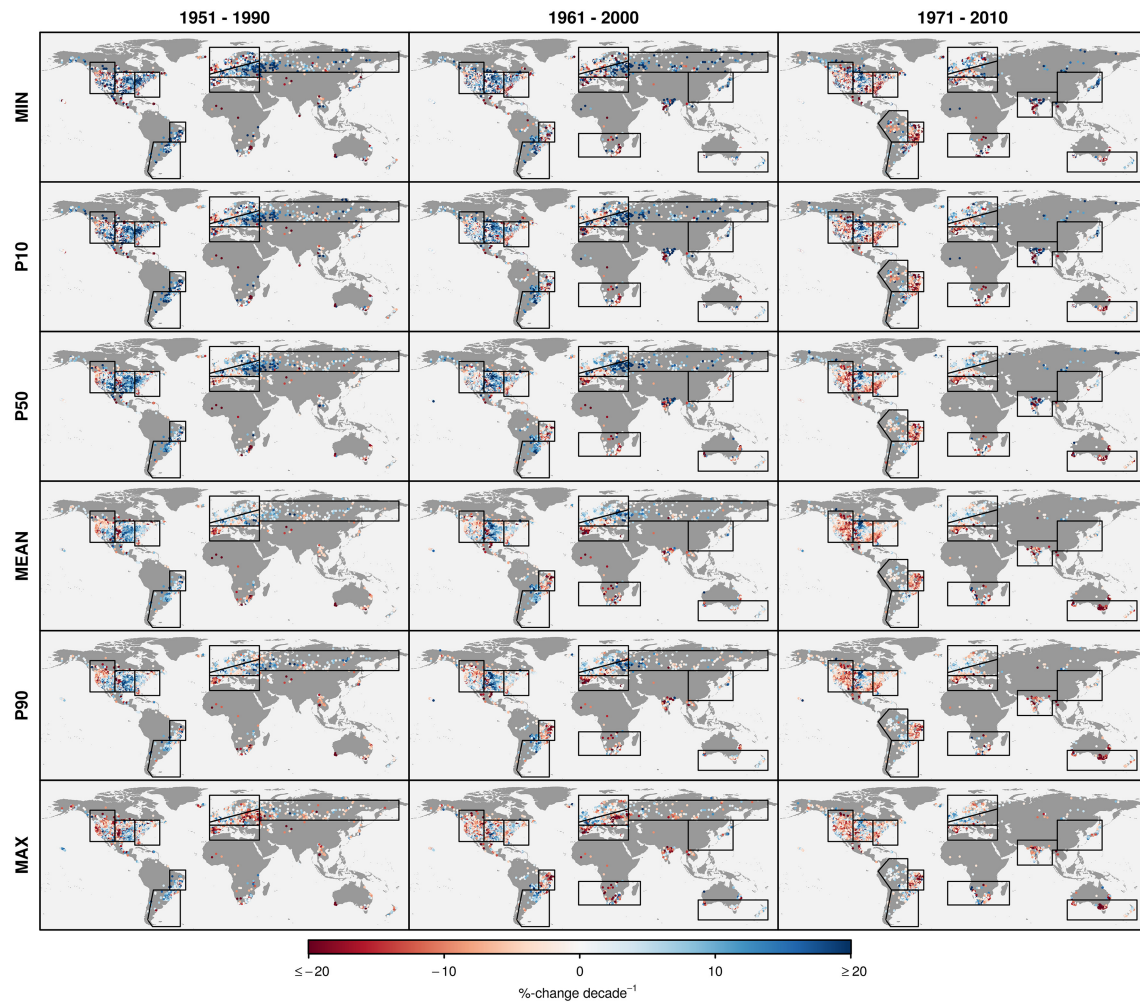 1951 - 1990
1961 - 2000
1971 - 2010
MIN
P10
P50
MEAN
P90
MAX
≤ −20
−10
0
10
≥ 20
%-change decade⁻¹